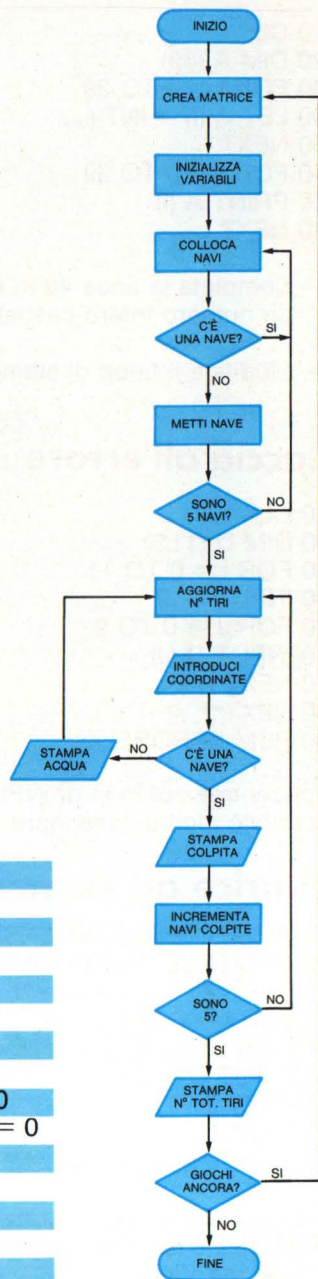 INIZIO
CREA MATRICE
INIZIALIZZA
VARIABILI
COLLOCA
NAVI
C'È
UNA NAVE?
SI
NO
METTI NAVE
SONO
5 NAVI?
NO
SI
AGGIORNA
N° TIRI
INTRODUCI
COORDINATE
C'È UNA
NAVE?
NO
STAMPA
ACQUA
SI
STAMPA
COLPITA
INCREMENTA
NAVI COLPITE
SONO
5?
NO
SI
STAMPA
N° TOT. TIRI
GIOCHI
ANCORA?
SI
NO
FINE
= 0